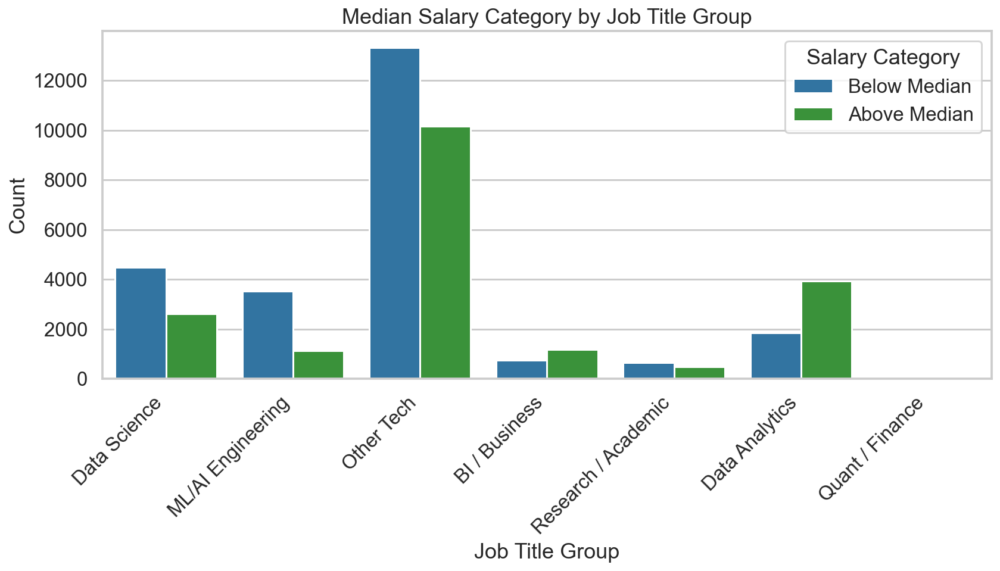 Median Salary Category by Job Title Group
Salary Category
Below Median
Above Median
Count
12000
10000
8000
6000
4000
2000
0
Data Science
ML/AI Engineering
Other Tech
BI / Business
Research / Academic
Data Analytics
Quant / Finance
Job Title Group